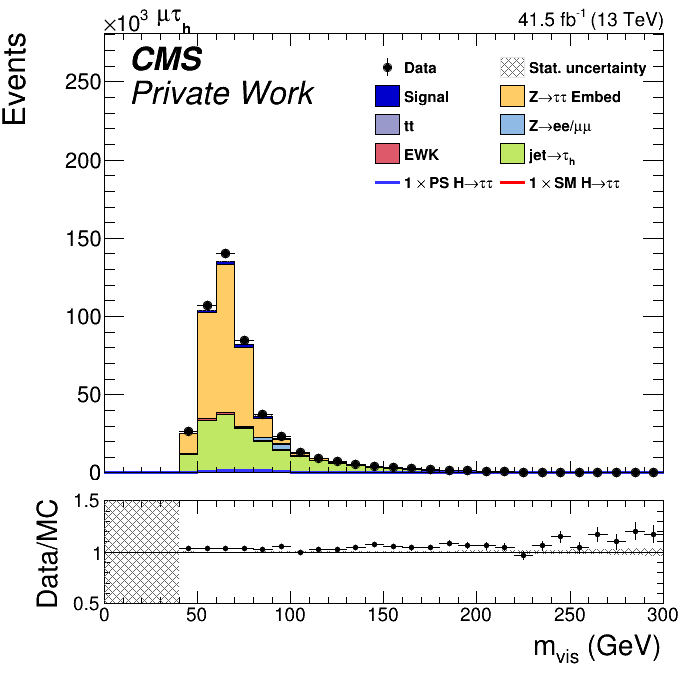 ×10³ μτh 41.5 fb⁻¹ (13 TeV)
CMS
Private Work
Data Stat. uncertainty
Signal Z→ττ Embed
tt Z→ee/μμ
EWK jet→τh
1 × PS H→ττ 1 × SM H→ττ
Events
250
200
150
100
50
0
Data/MC
1.5
1
0.5
0 50 100 150 200 250 300
mvis (GeV)